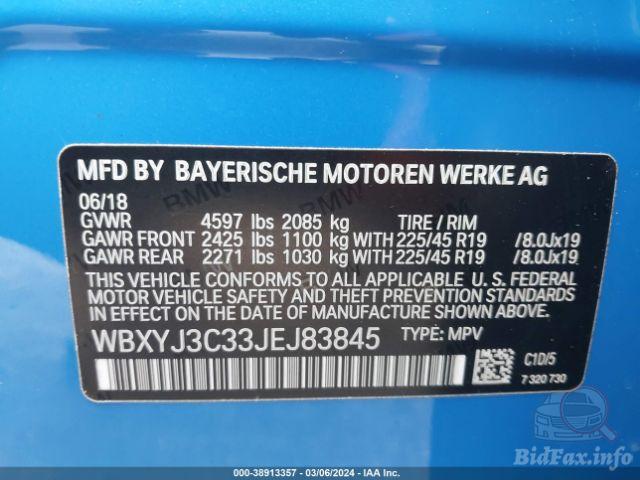 MFD BY BAYERISCHE MOTOREN WERKE AG
06/18
GVWR 4597 lbs 2085 kg TIRE / RIM
GAWR FRONT 2425 lbs 1100 kg WITH 225/45 R19 /8.0Jx19
GAWR REAR 2271 lbs 1030 kg WITH 225/45 R19 /8.0Jx19
THIS VEHICLE CONFORMS TO ALL APPLICABLE U. S. FEDERAL
MOTOR VEHICLE SAFETY, BUMPER, AND THEFT PREVENTION STANDARDS
IN EFFECT ON THE DATE OF MANUFACTURE SHOWN ABOVE.
WBXYJ3C33JEJ83845 TYPE: MPV
C1D/5
7 320 730
000-38913357 - 03/06/2024 - IAA Inc.
BidFax.info